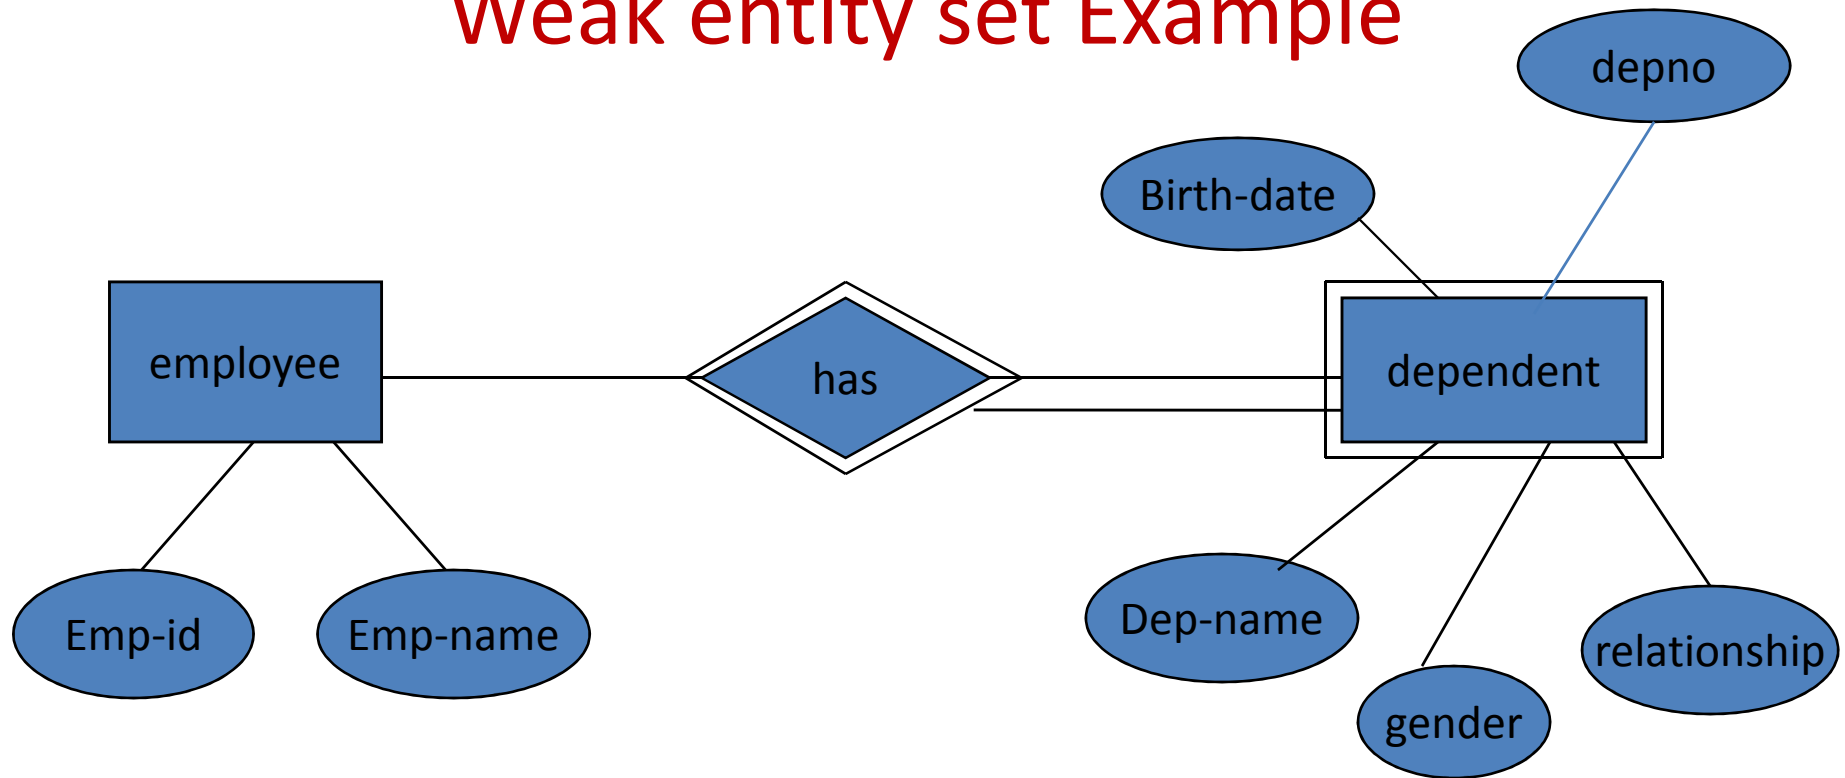 Weak entity set Example
depno
Birth-date
employee
has
dependent
Emp-id
Emp-name
Dep-name
relationship
gender